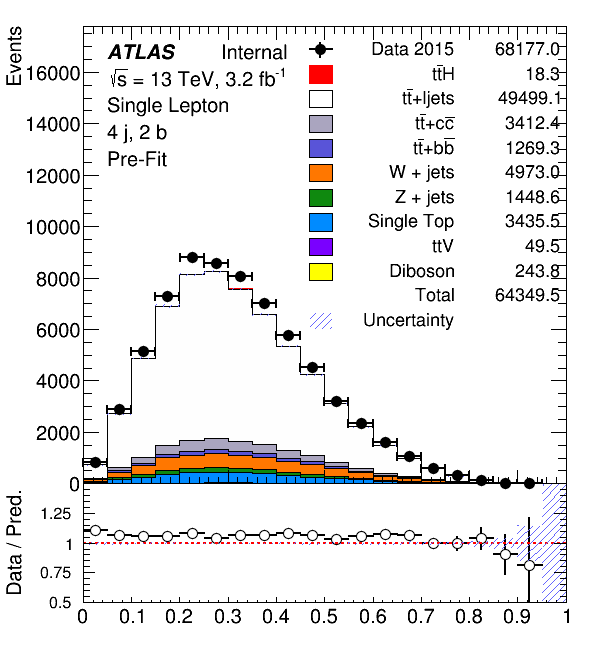 Events
16000
14000
12000
10000
8000
6000
4000
2000
0
ATLAS Internal
√s = 13 TeV, 3.2 fb⁻¹
Single Lepton
4 j, 2 b
Pre-Fit
Data 2015 68177.0
tt̄H 18.3
tt̄+ljets 49499.1
tt̄+cc̄ 3412.4
tt̄+bb̄ 1269.3
W + jets 4973.0
Z + jets 1448.6
Single Top 3435.5
ttV 49.5
Diboson 243.8
Total 64349.5
Uncertainty
Data / Pred.
1.25
1
0.75
0.5
0 0.1 0.2 0.3 0.4 0.5 0.6 0.7 0.8 0.9 1